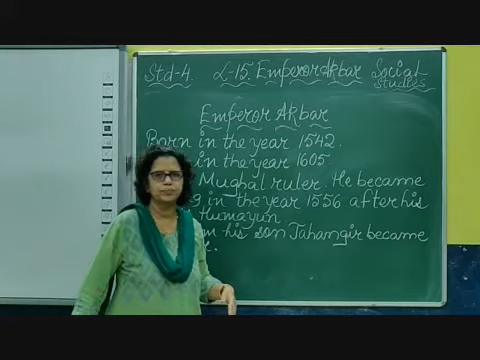 Std-4. L-15. Emperor Akbar Social
Studies
Emperor Akbar
Born in the year 1542.
in the year 1605
Mughal ruler. He became
in the year 1556 after his
Humayun
his son Jahangir became